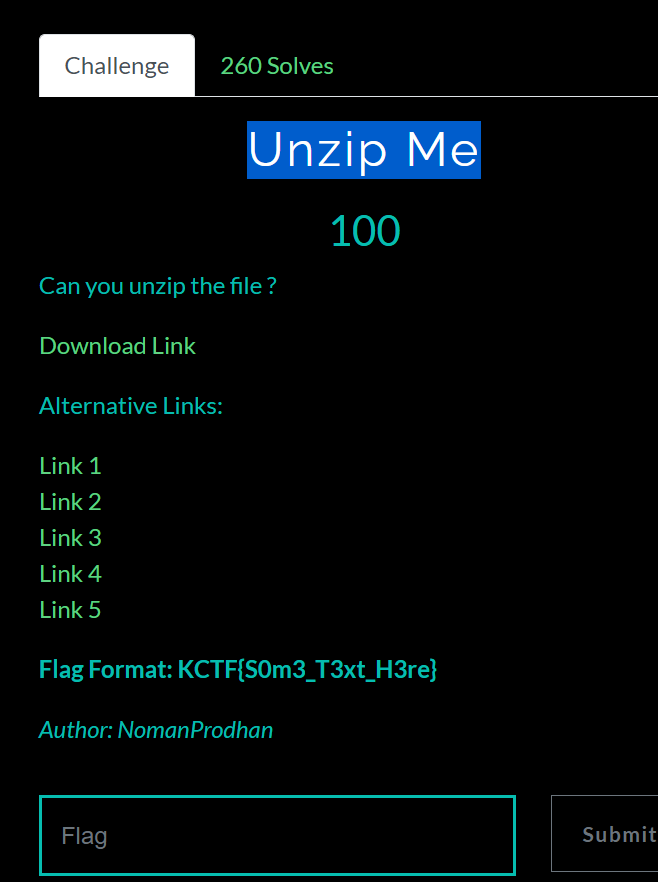 Challenge
260 Solves
Unzip Me
100
Can you unzip the file ?
Download Link
Alternative Links:
Link 1
Link 2
Link 3
Link 4
Link 5
Flag Format: KCTF{S0m3_T3xt_H3re}
Author: NomanProdhan
Flag
Submit